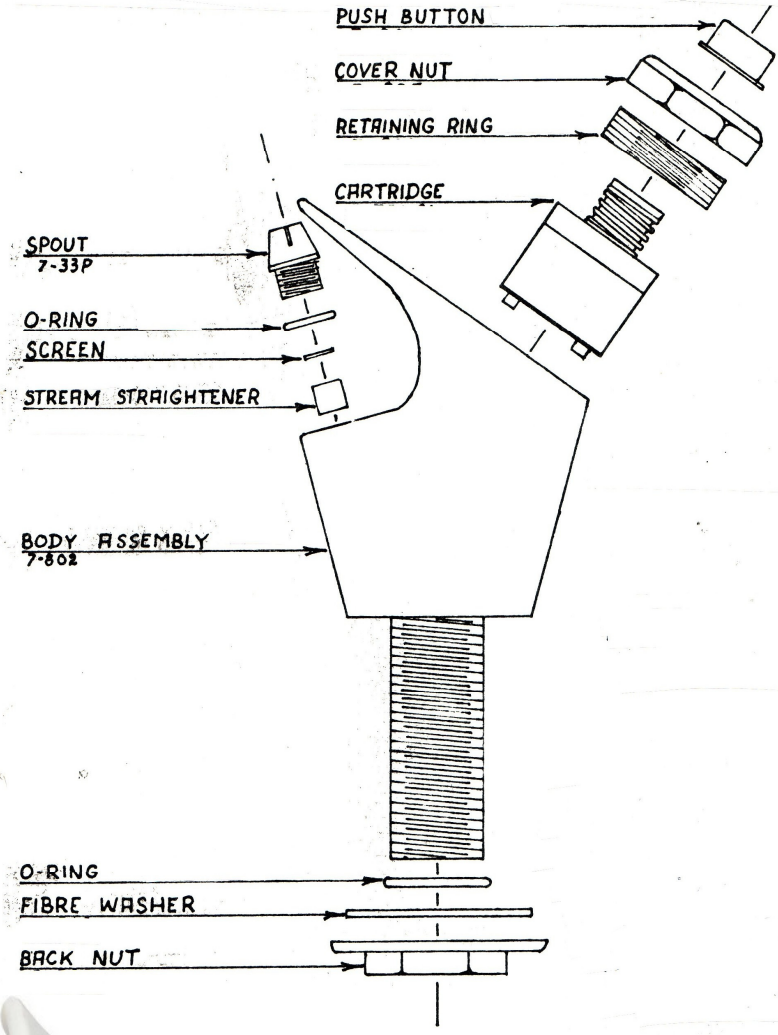 PUSH BUTTON
COVER NUT
RETAINING RING
CARTRIDGE
SPOUT
7-33P
O-RING
SCREEN
STREAM STRAIGHTENER
BODY ASSEMBLY
7-802
O-RING
FIBRE WASHER
BACK NUT